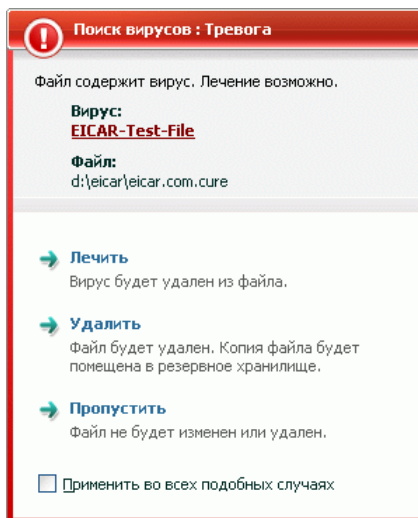 Поиск вирусов : Тревога
Файл содержит вирус. Лечение возможно.
Вирус:
EICAR-Test-File
Файл:
d:\eicar\eicar.com.cure
Лечить
Вирус будет удален из файла.
Удалить
Файл будет удален. Копия файла будет
помещена в резервное хранилище.
Пропустить
Файл не будет изменен или удален.
Применить во всех подобных случаях